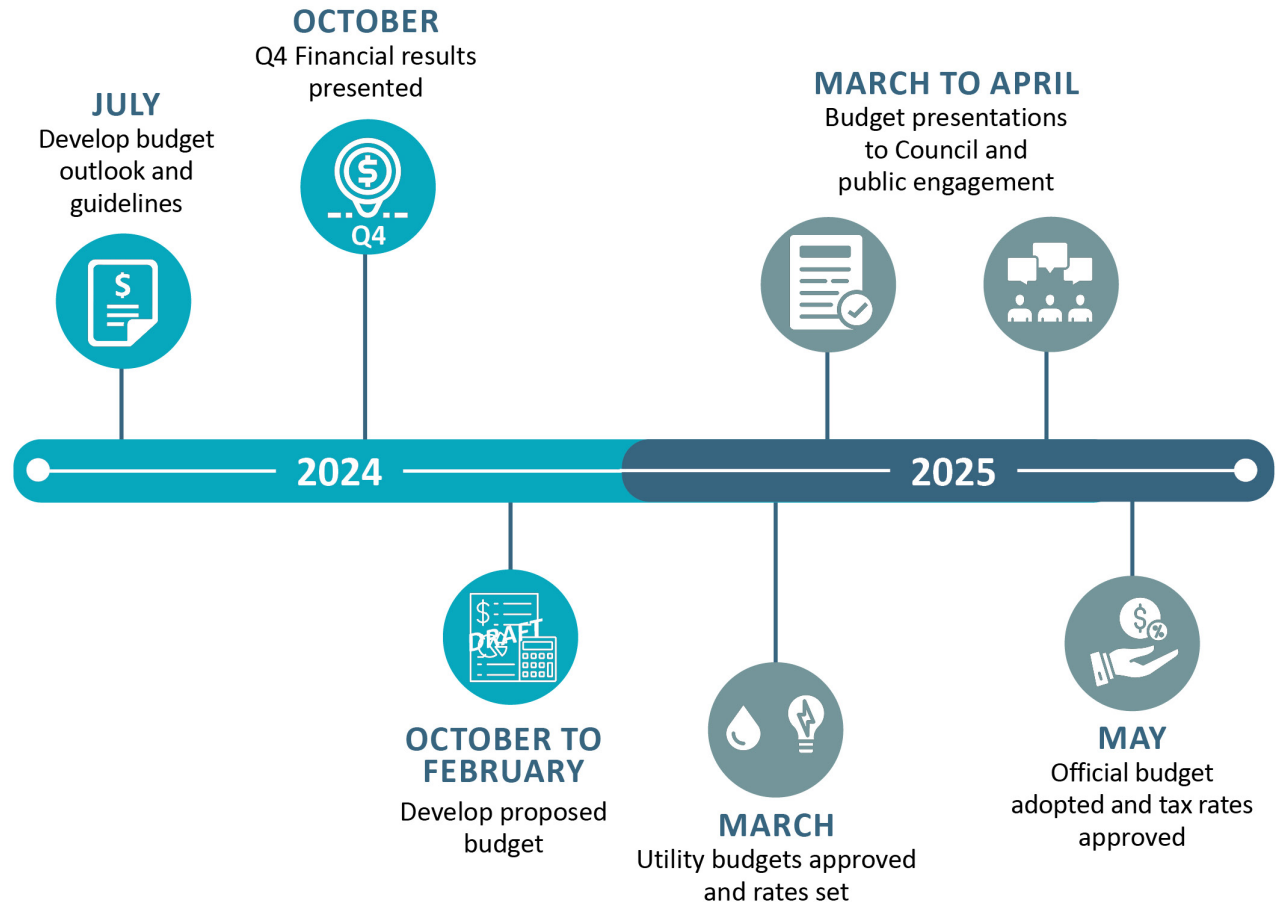 JULY
Develop budget
outlook and
guidelines
$
OCTOBER
Q4 Financial results
presented
$
Q4
MARCH TO APRIL
Budget presentations
to Council and
public engagement
2024
2025
$
DRAFT
OCTOBER TO
FEBRUARY
Develop proposed
budget
MARCH
Utility budgets approved
and rates set
$
%
MAY
Official budget
adopted and tax rates
approved